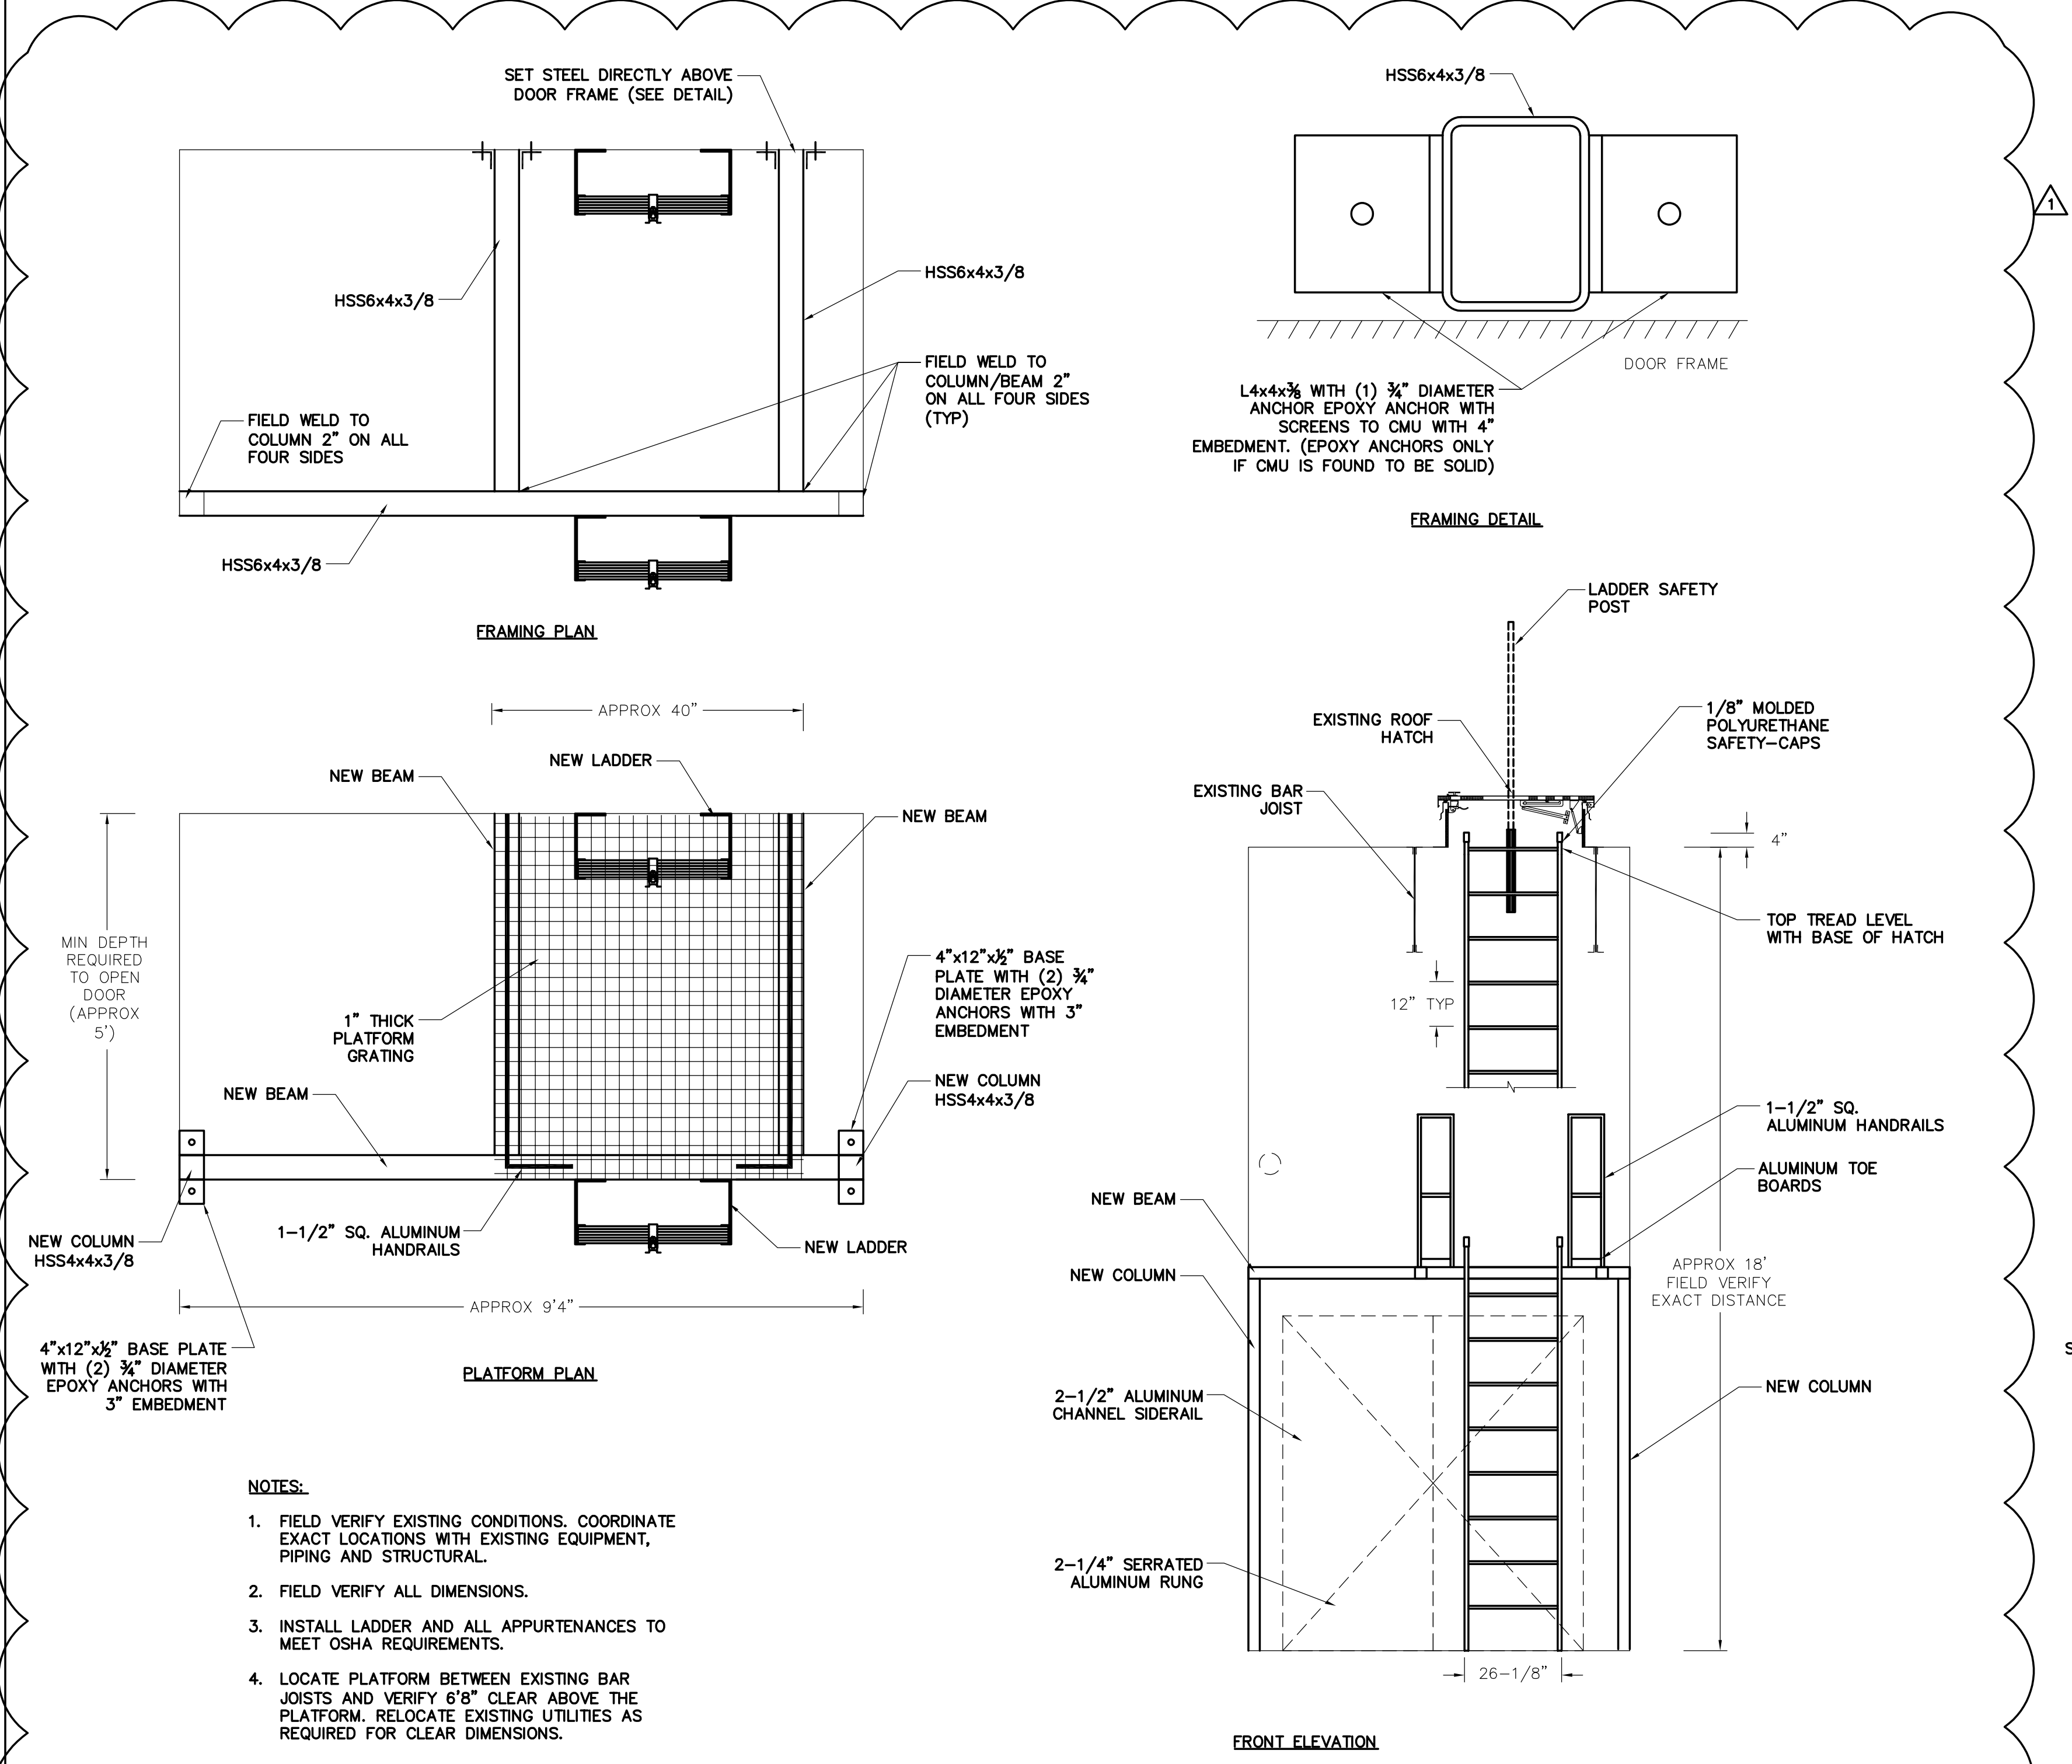 SET STEEL DIRECTLY ABOVE
DOOR FRAME (SEE DETAIL)
HSS6x4x3/8
HSS6x4x3/8
FIELD WELD TO
COLUMN/BEAM 2"
ON ALL FOUR SIDES
(TYP)
FIELD WELD TO
COLUMN 2" ON ALL
FOUR SIDES
HSS6x4x3/8
FRAMING PLAN
HSS6x4x3/8
1
DOOR FRAME
L4x4x⅜ WITH (1) ¾" DIAMETER
ANCHOR EPOXY ANCHOR WITH
SCREENS TO CMU WITH 4"
EMBEDMENT. (EPOXY ANCHORS ONLY
IF CMU IS FOUND TO BE SOLID)
FRAMING DETAIL
APPROX 40"
NEW LADDER
NEW BEAM
NEW BEAM
MIN DEPTH
REQUIRED
TO OPEN
DOOR
(APPROX
5')
1" THICK
PLATFORM
GRATING
4"x12"x½" BASE
PLATE WITH (2) ¾"
DIAMETER EPOXY
ANCHORS WITH 3"
EMBEDMENT
NEW BEAM
NEW COLUMN
HSS4x4x3/8
NEW COLUMN
HSS4x4x3/8
1-1/2" SQ. ALUMINUM
HANDRAILS
NEW LADDER
APPROX 9'4"
4"x12"x½" BASE PLATE
WITH (2) ¾" DIAMETER
EPOXY ANCHORS WITH
3" EMBEDMENT
PLATFORM PLAN
NOTES:
1. FIELD VERIFY EXISTING CONDITIONS. COORDINATE
EXACT LOCATIONS WITH EXISTING EQUIPMENT,
PIPING AND STRUCTURAL.
2. FIELD VERIFY ALL DIMENSIONS.
3. INSTALL LADDER AND ALL APPURTENANCES TO
MEET OSHA REQUIREMENTS.
4. LOCATE PLATFORM BETWEEN EXISTING BAR
JOISTS AND VERIFY 6'8" CLEAR ABOVE THE
PLATFORM. RELOCATE EXISTING UTILITIES AS
REQUIRED FOR CLEAR DIMENSIONS.
LADDER SAFETY
POST
EXISTING ROOF
HATCH
1/8" MOLDED
POLYURETHANE
SAFETY-CAPS
EXISTING BAR
JOIST
4"
TOP TREAD LEVEL
WITH BASE OF HATCH
12" TYP
1-1/2" SQ.
ALUMINUM HANDRAILS
ALUMINUM TOE
BOARDS
NEW BEAM
NEW COLUMN
APPROX 18'
FIELD VERIFY
EXACT DISTANCE
S
2-1/2" ALUMINUM
CHANNEL SIDERAIL
NEW COLUMN
2-1/4" SERRATED
ALUMINUM RUNG
26-1/8"
FRONT ELEVATION